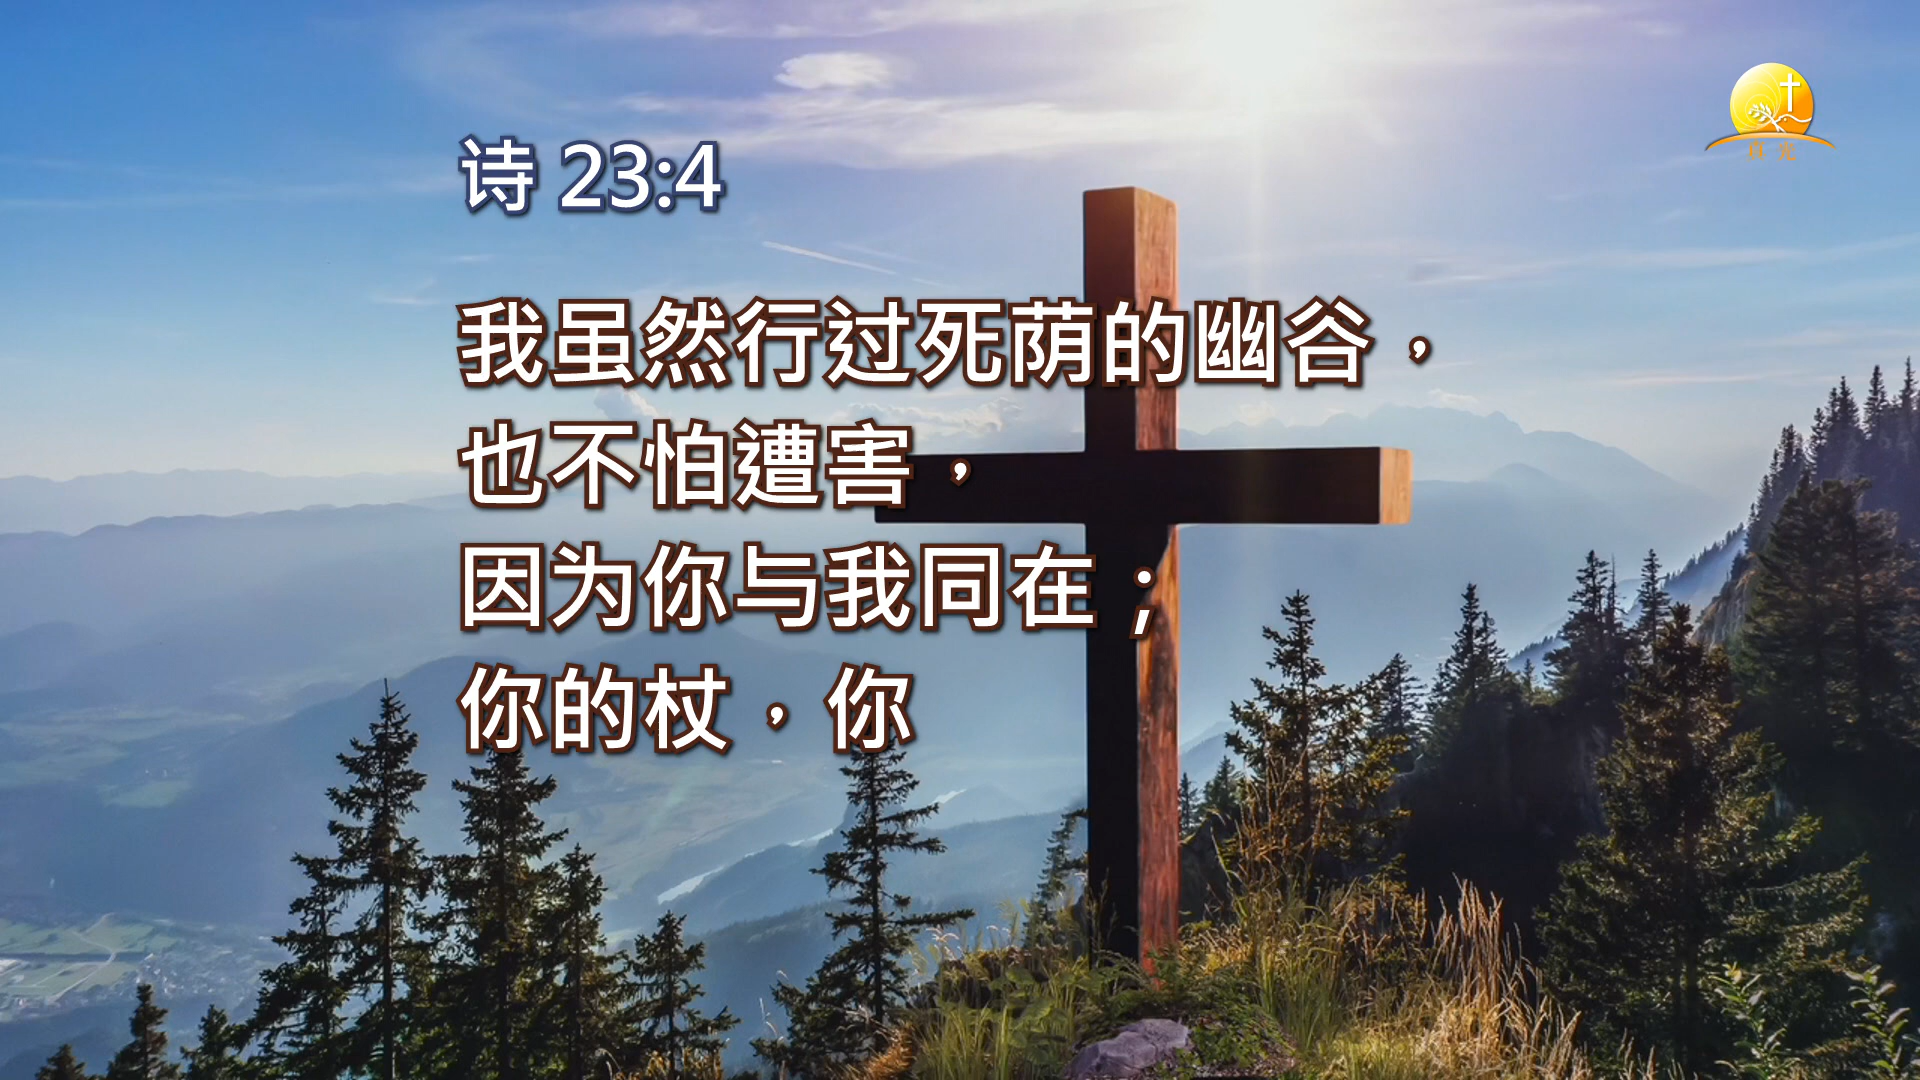 诗 23:4
我虽然行过死荫的幽谷，
也不怕遭害，
因为你与我同在；
你的杖，你